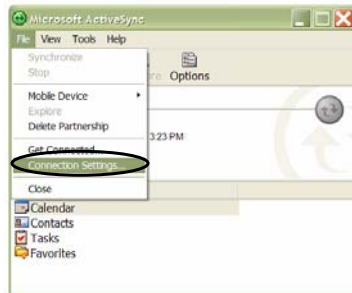 Microsoft ActiveSync
File View Tools Help
Synchronize
Stop
Options
Mobile Device
Explore
Delete Partnership
3:23 PM
Get Connected...
Connection Settings...
Close
Calendar
Contacts
Tasks
Favorites